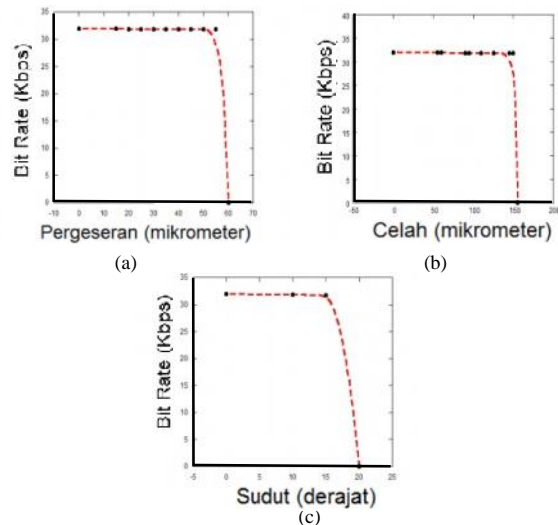 35
30
25
20
15
10
5
0
Bit Rate (Kbps)
-10 0 10 20 30 40 50 60 70
Pergeseran (mikrometer)
(a)
40
35
30
25
20
15
10
5
0
Bit Rate (Kbps)
-50 0 50 100 150 200
Celah (mikrometer)
(b)
35
30
25
20
15
10
5
0
Bit Rate (Kbps)
-5 0 5 10 15 20 25
Sudut (derajat)
(c)